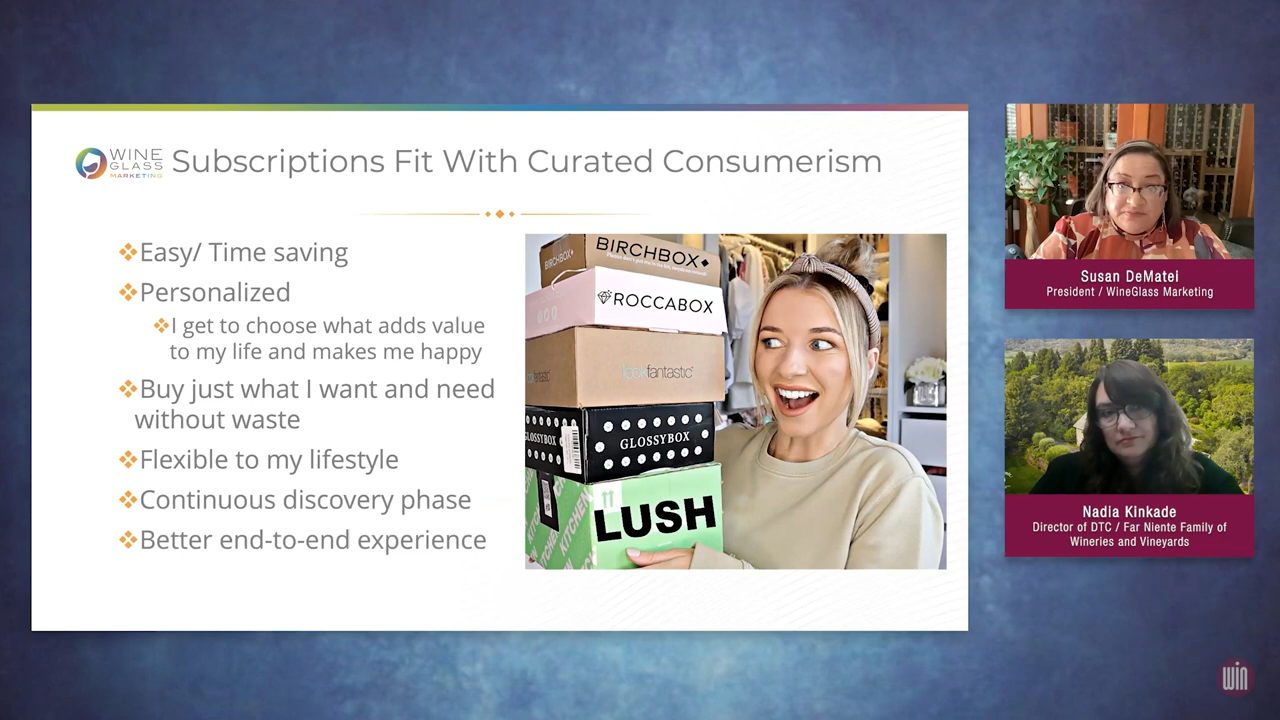 WINE
GLASS
MARKETING
Subscriptions Fit With Curated Consumerism
Easy/ Time saving
Personalized
I get to choose what adds value
to my life and makes me happy
Buy just what I want and need
without waste
Flexible to my lifestyle
Continuous discovery phase
Better end-to-end experience
BIRCHBOX
BIRCHBOX
ROCCABOX
lookfantastic
GLOSSYBOX
GLOSSYBOX
KITCHEN
LUSH
Susan DeMatei
President / WineGlass Marketing
Nadia Kinkade
Director of DTC / Far Niente Family of
Wineries and Vineyards
win